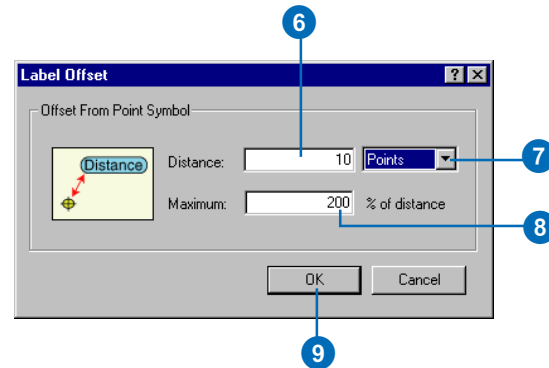 6
Label Offset
Offset From Point Symbol
Distance
Distance: 10 Points
7
Maximum: 200 % of distance
8
OK Cancel
9